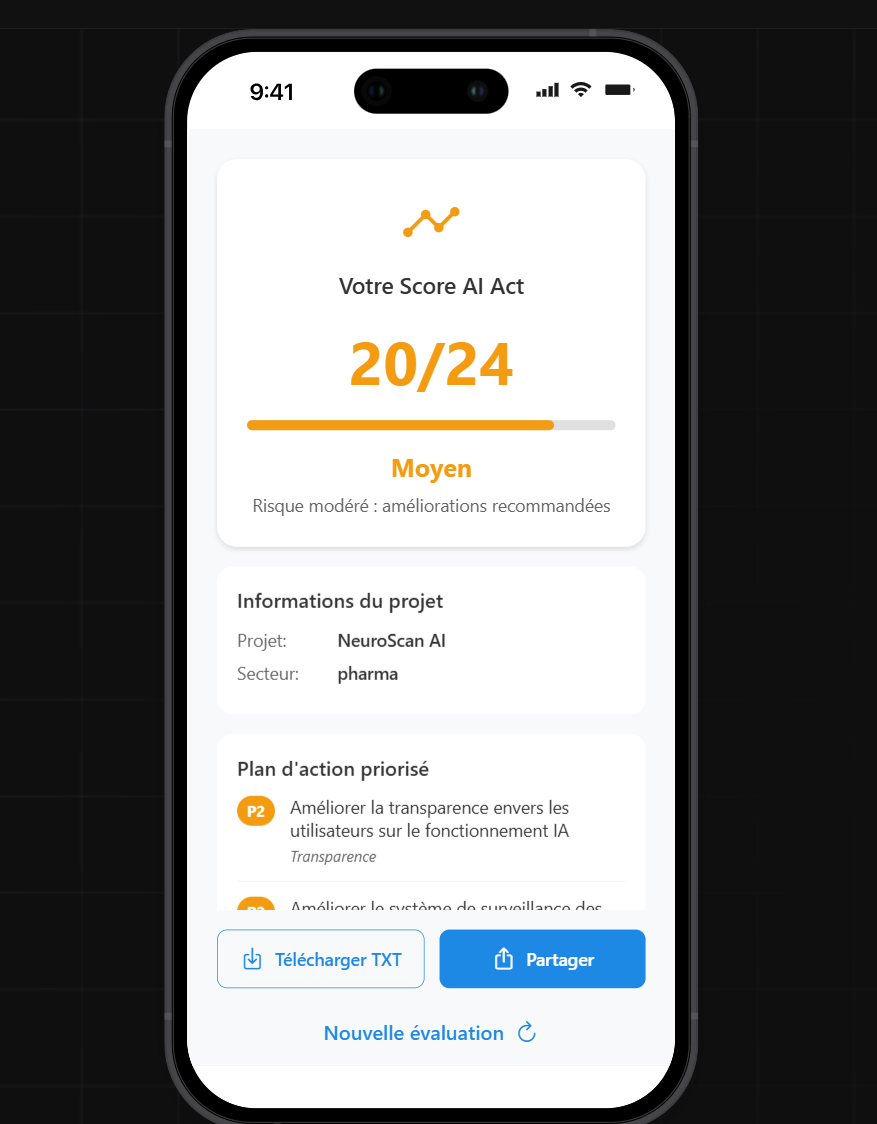 9:41
Votre Score AI Act
20/24
Moyen
Risque modéré : améliorations recommandées
Informations du projet
Projet: NeuroScan AI
Secteur: pharma
Plan d'action priorisé
P2 Améliorer la transparence envers les
utilisateurs sur le fonctionnement IA
Transparence
P2 Améliorer le système de surveillance des
Télécharger TXT
Partager
Nouvelle évaluation